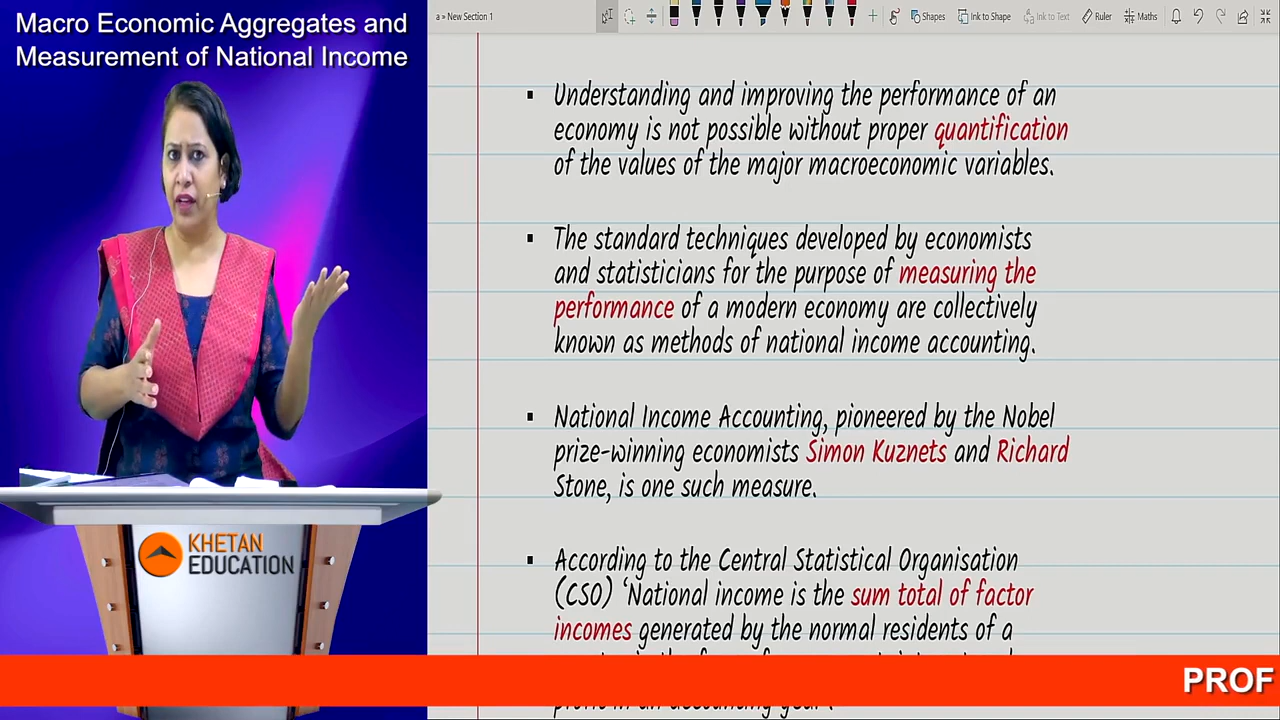 Macro Economic Aggregates and
Measurement of National Income
a » New Section 1
Shapes
Ink to Shape
Ink to Text
Ruler
Maths
▪ Understanding and improving the performance of an
economy is not possible without proper quantification
of the values of the major macroeconomic variables.
▪ The standard techniques developed by economists
and statisticians for the purpose of measuring the
performance of a modern economy are collectively
known as methods of national income accounting.
▪ National Income Accounting, pioneered by the Nobel
prize-winning economists Simon Kuznets and Richard
Stone, is one such measure.
▪ According to the Central Statistical Organisation
(CSO) ‘National income is the sum total of factor
incomes generated by the normal residents of a
KHETAN
EDUCATION
PROF